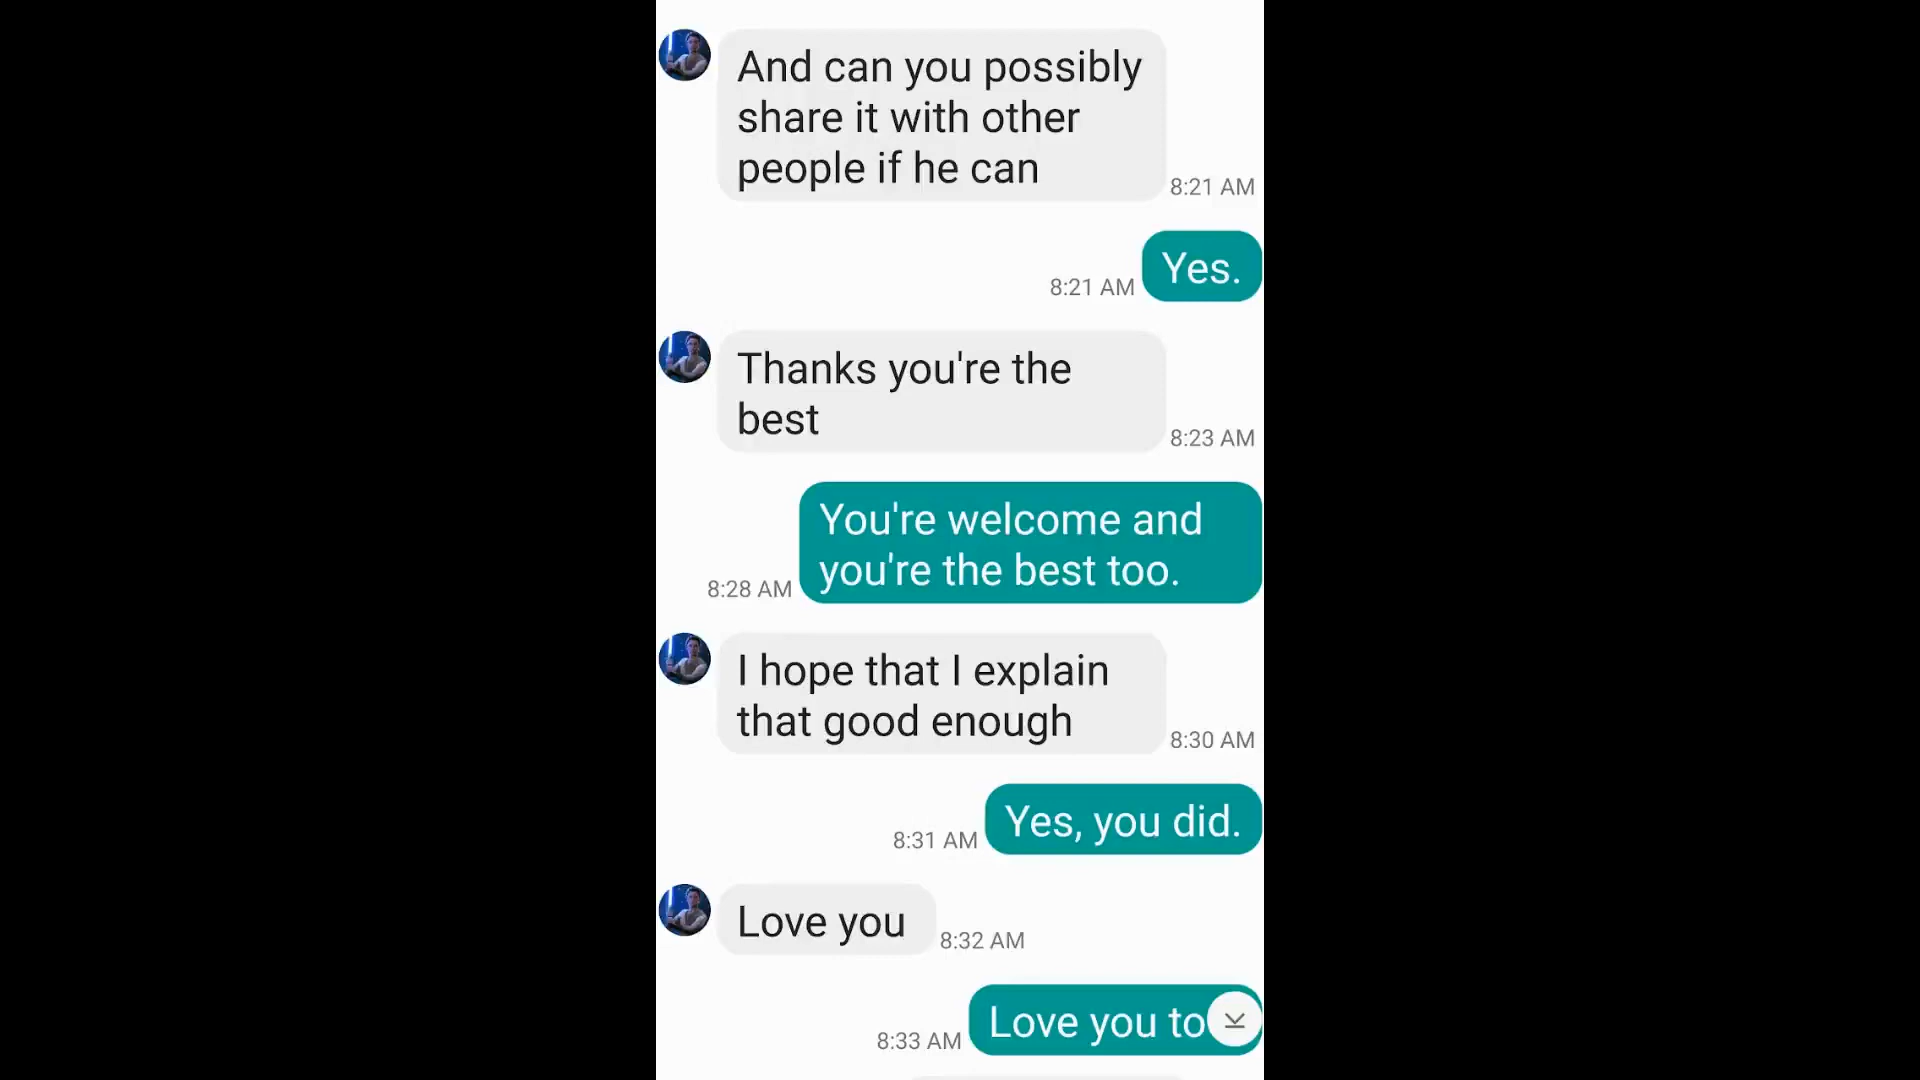 And can you possibly
share it with other
people if he can
8:21 AM
Yes.
8:21 AM
Thanks you're the
best
8:23 AM
You're welcome and
you're the best too.
8:28 AM
I hope that I explain
that good enough
8:30 AM
Yes, you did.
8:31 AM
Love you
8:32 AM
Love you to
8:33 AM